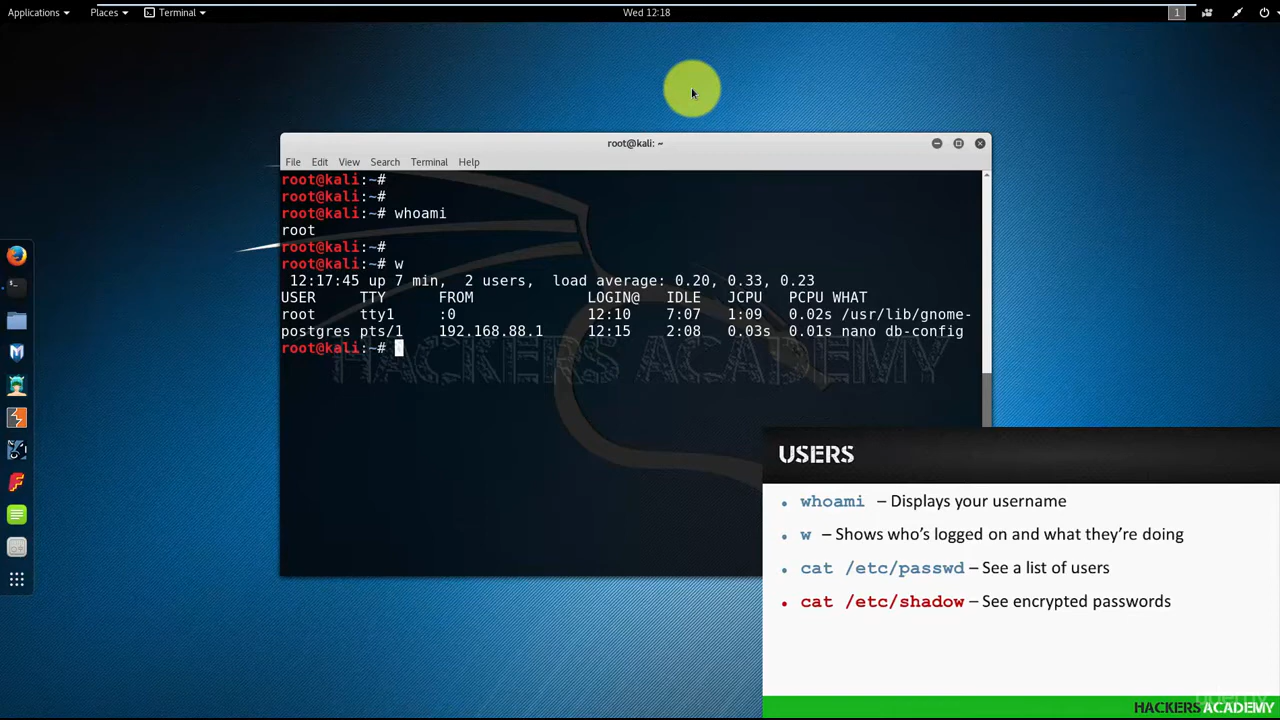 Applications Places Terminal Wed 12:18 1
root@kali: ~
File Edit View Search Terminal Help
root@kali:~#
root@kali:~#
root@kali:~# whoami
root
root@kali:~#
root@kali:~# w
12:17:45 up 7 min, 2 users, load average: 0.20, 0.33, 0.23
USER TTY FROM LOGIN@ IDLE JCPU PCPU WHAT
root tty1 :0 12:10 7:07 1:09 0.02s /usr/lib/gnome-
postgres pts/1 192.168.88.1 12:15 2:08 0.03s 0.01s nano db-config
root@kali:~#
HACKERS ACADEMY
USERS
• whoami – Displays your username
• w – Shows who's logged on and what they're doing
• cat /etc/passwd – See a list of users
• cat /etc/shadow – See encrypted passwords
HACKERS ACADEMY